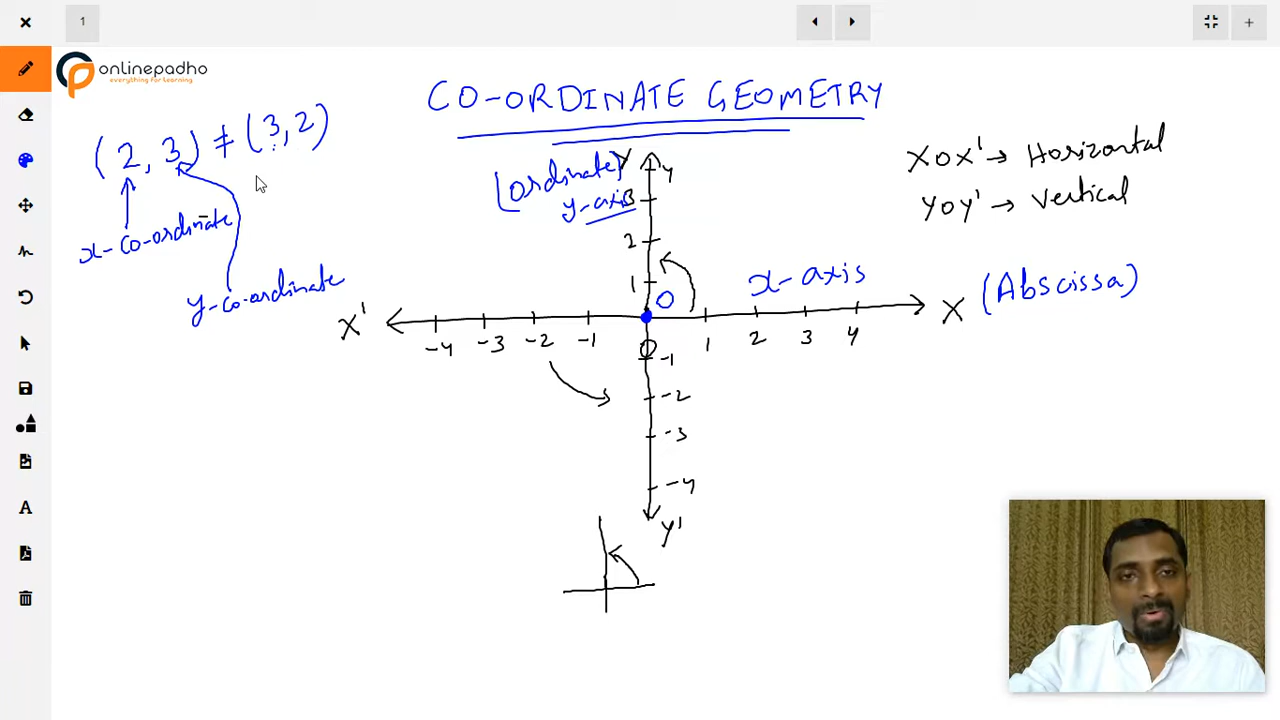 1
onlinepadho
everything for learning
CO-ORDINATE GEOMETRY
(2, 3) ≠ (3, 2)
x-co-ordinate
y-co-ordinate
(ordinate)
y-axis
Y
XOX' → Horizontal
YOY' → Vertical
x-axis
(Abscissa)
4
3
2
1
O
X' -4 -3 -2 -1 0 1 2 3 4 X
-1
-2
-3
-4
Y'